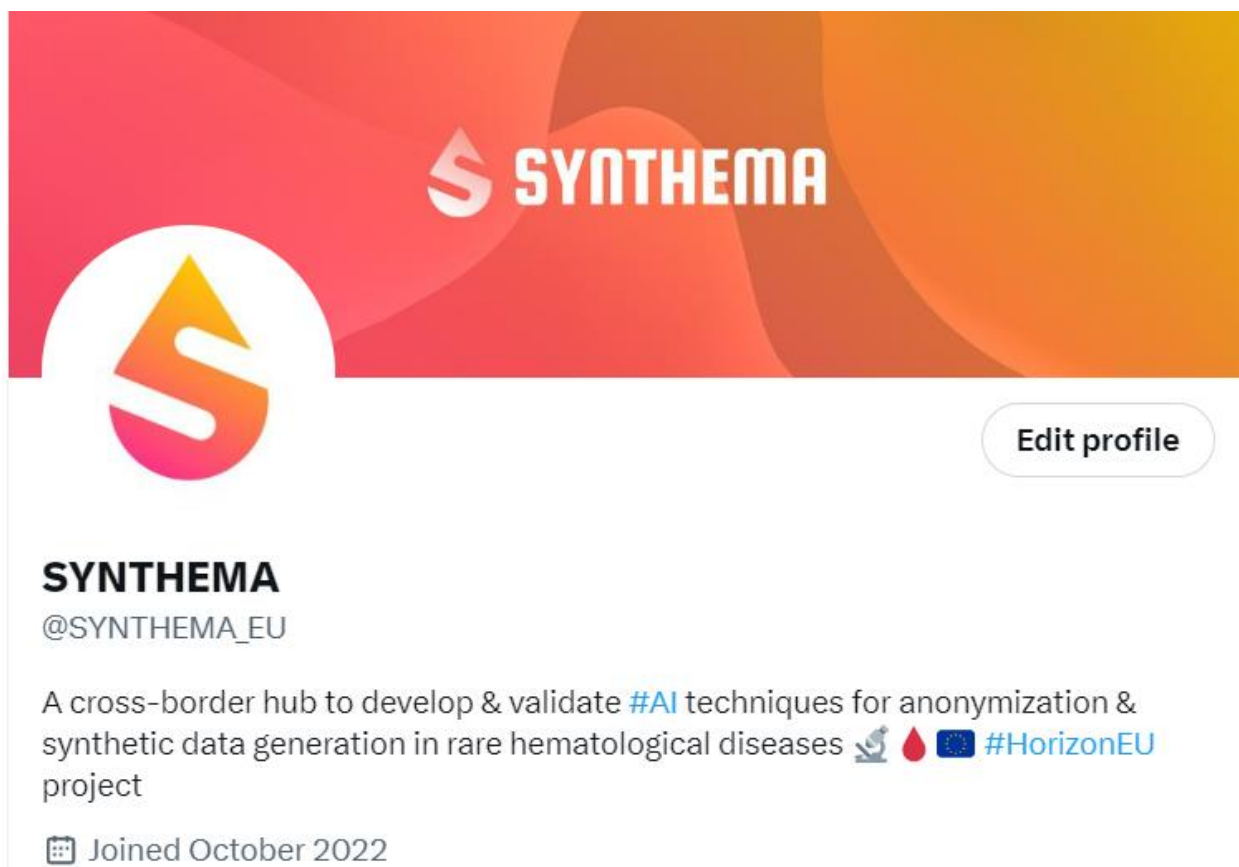 SYNTHEMA
Edit profile
SYNTHEMA
@SYNTHEMA_EU
A cross-border hub to develop & validate #AI techniques for anonymization &
synthetic data generation in rare hematological diseases 🔬🩸🇪🇺 #HorizonEU
project
Joined October 2022